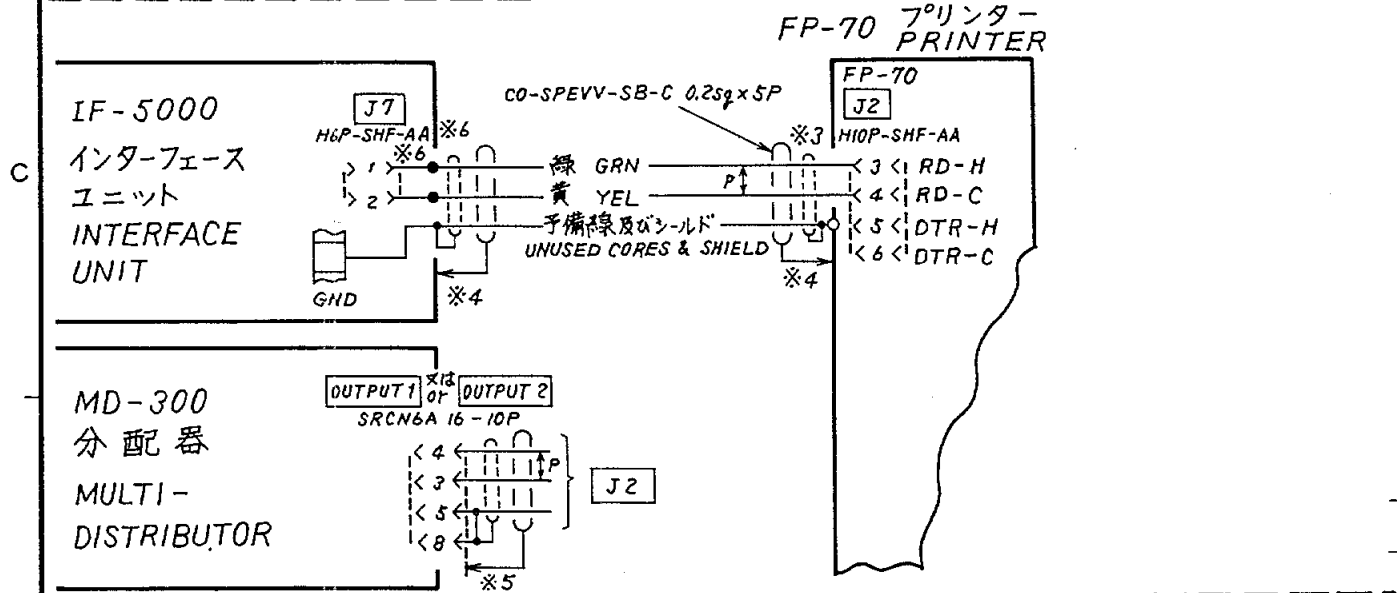 FP-70 プリンター
PRINTER
C
IF-5000
インターフェース
ユニット
INTERFACE
UNIT
J7
H6P-SHF-AA ※6
※6
1
2
GND
CO-SPEVV-SB-C 0.2sq×5P
緑 GRN
黄 YEL
予備線及びシールド
UNUSED CORES & SHIELD
P
※4
※4
※3
FP-70
J2
H10P-SHF-AA
3 RD-H
4 RD-C
5 DTR-H
6 DTR-C
MD-300
分配器
MULTI-
DISTRIBUTOR
OUTPUT 1 又は or OUTPUT 2
SRCN6A 16-10P
4
3
5
8
P
J2
※5